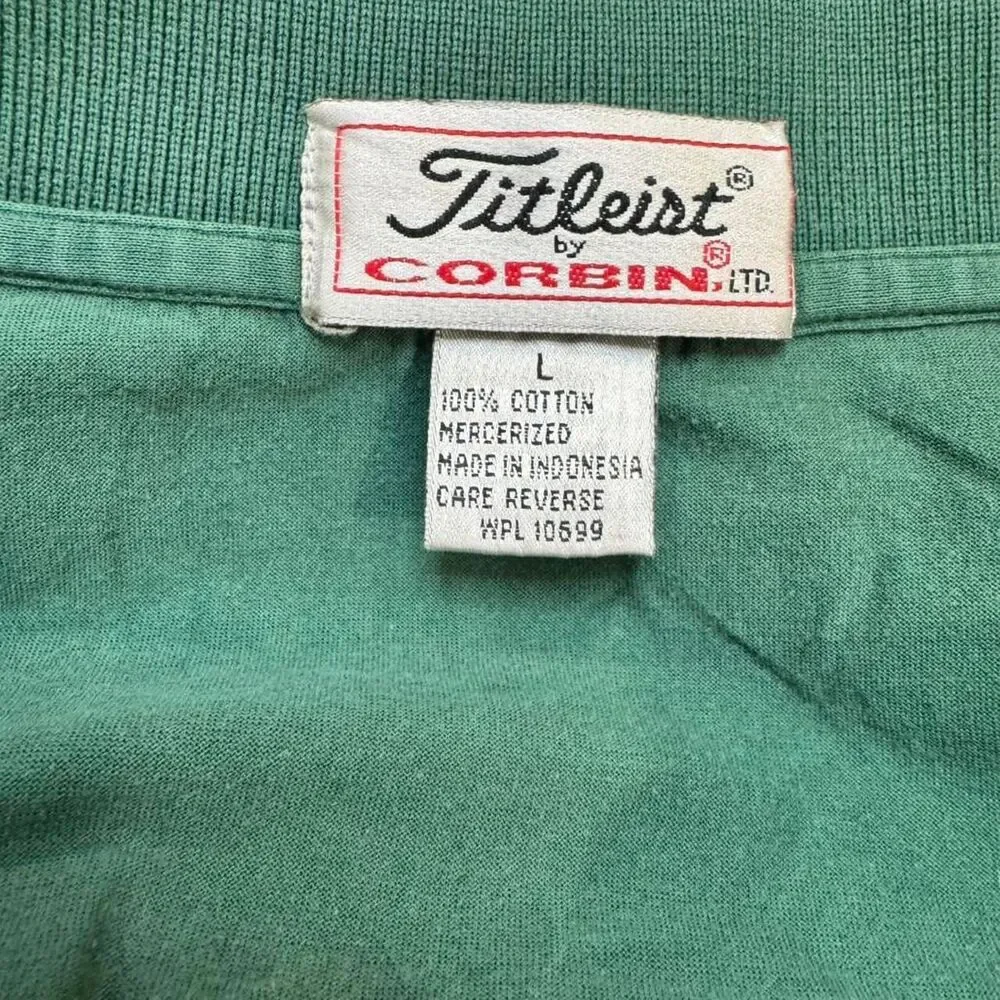 Titleist®
by
CORBIN,® LTD.
L
100% COTTON
MERCERIZED
MADE IN INDONESIA
CARE REVERSE
WPL 10699